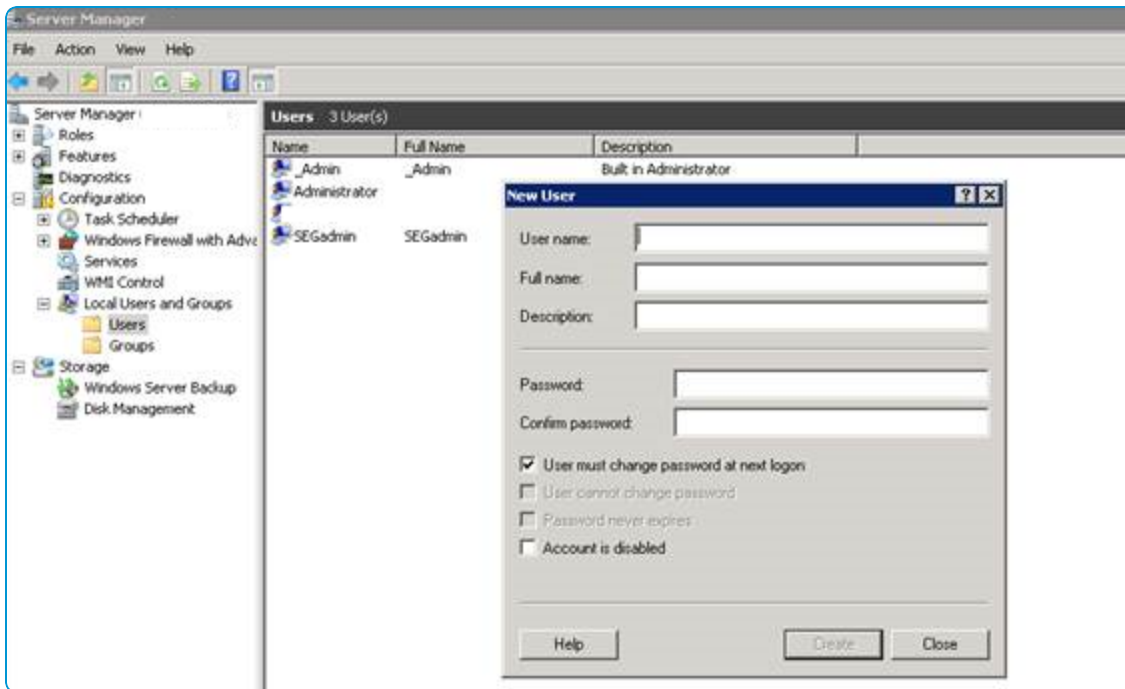 Server Manager
File Action View Help
Server Manager
Roles
Features
Diagnostics
Configuration
Task Scheduler
Windows Firewall with Adva
Services
WMI Control
Local Users and Groups
Users
Groups
Storage
Windows Server Backup
Disk Management
Users 3 User(s)
Name Full Name Description
_Admin _Admin Built in Administrator
Administrator
SEGadmin SEGadmin
New User
User name:
Full name:
Description:
Password:
Confirm password:
User must change password at next logon
User cannot change password
Password never expires
Account is disabled
Help Create Close